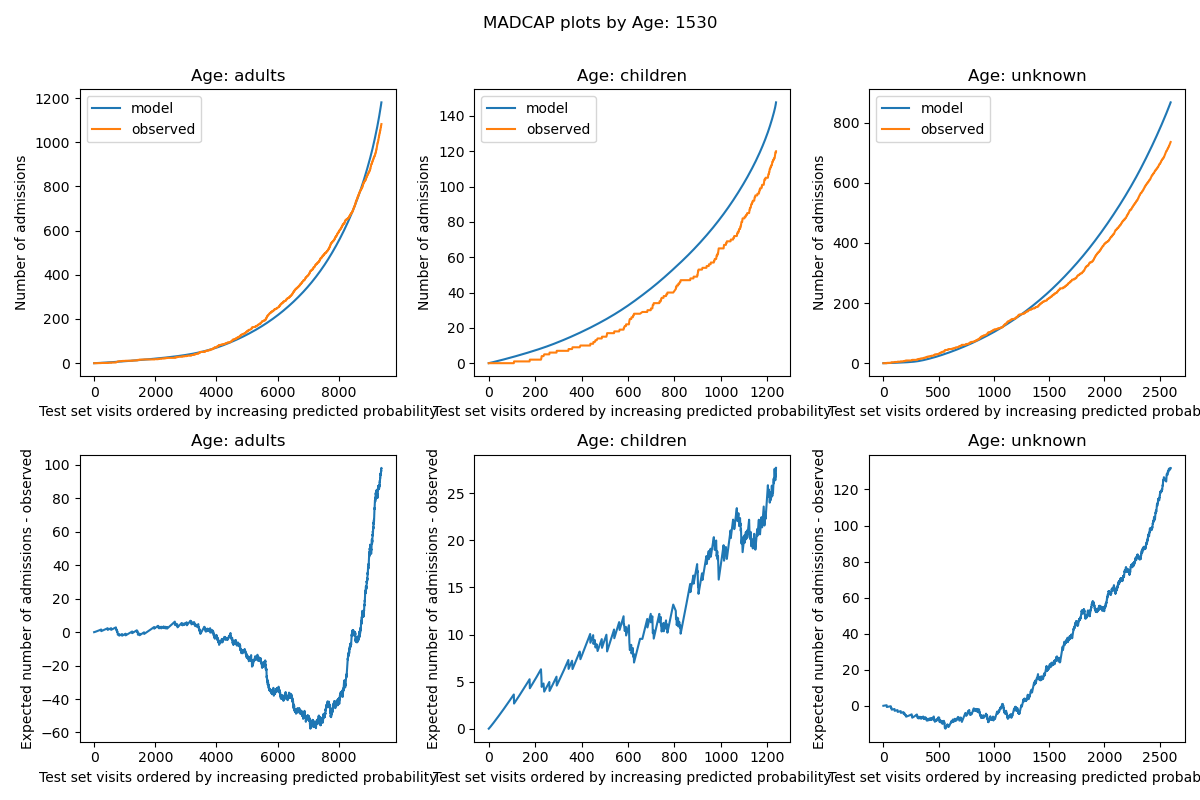 MADCAP plots by Age: 1530
Age: adults
Number of admissions
1200
1000
800
600
400
200
0
model
observed
0 2000 4000 6000 8000
Test set visits ordered by increasing predicted probability
Age: children
Number of admissions
140
120
100
80
60
40
20
0
model
observed
0 200 400 600 800 1000 1200
Test set visits ordered by increasing predicted probability
Age: unknown
Number of admissions
800
600
400
200
0
model
observed
0 500 1000 1500 2000 2500
Test set visits ordered by increasing predicted probab
Age: adults
Expected number of admissions - observed
100
80
60
40
20
0
−20
−40
−60
0 2000 4000 6000 8000
Test set visits ordered by increasing predicted probability
Age: children
Expected number of admissions - observed
25
20
15
10
5
0
0 200 400 600 800 1000 1200
Test set visits ordered by increasing predicted probability
Age: unknown
Expected number of admissions - observed
120
100
80
60
40
20
0
0 500 1000 1500 2000 2500
Test set visits ordered by increasing predicted probab